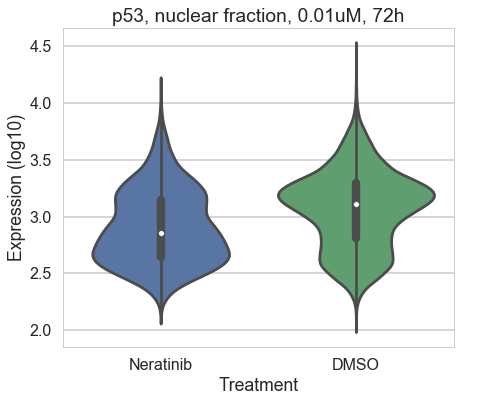 p53, nuclear fraction, 0.01uM, 72h
4.5
4.0
3.5
3.0
2.5
2.0
Expression (log10)
Neratinib
DMSO
Treatment